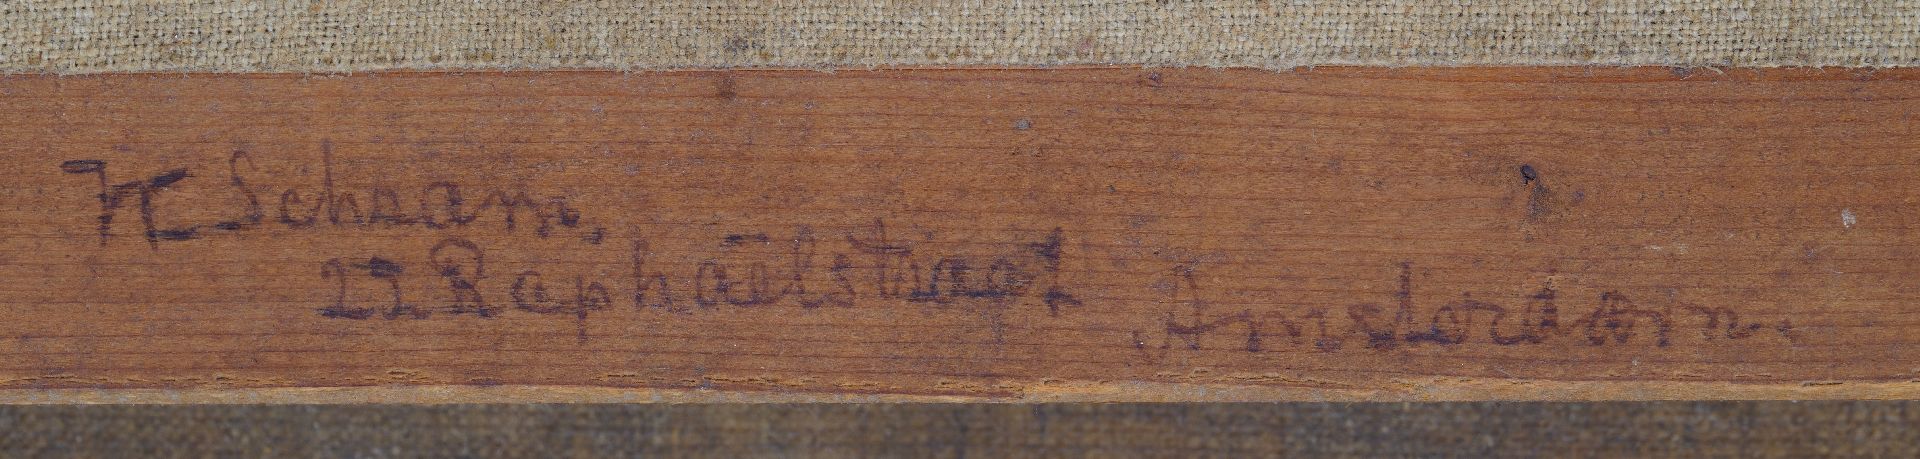 W Schram,
22 Raphaëlstraat Amsterdam.